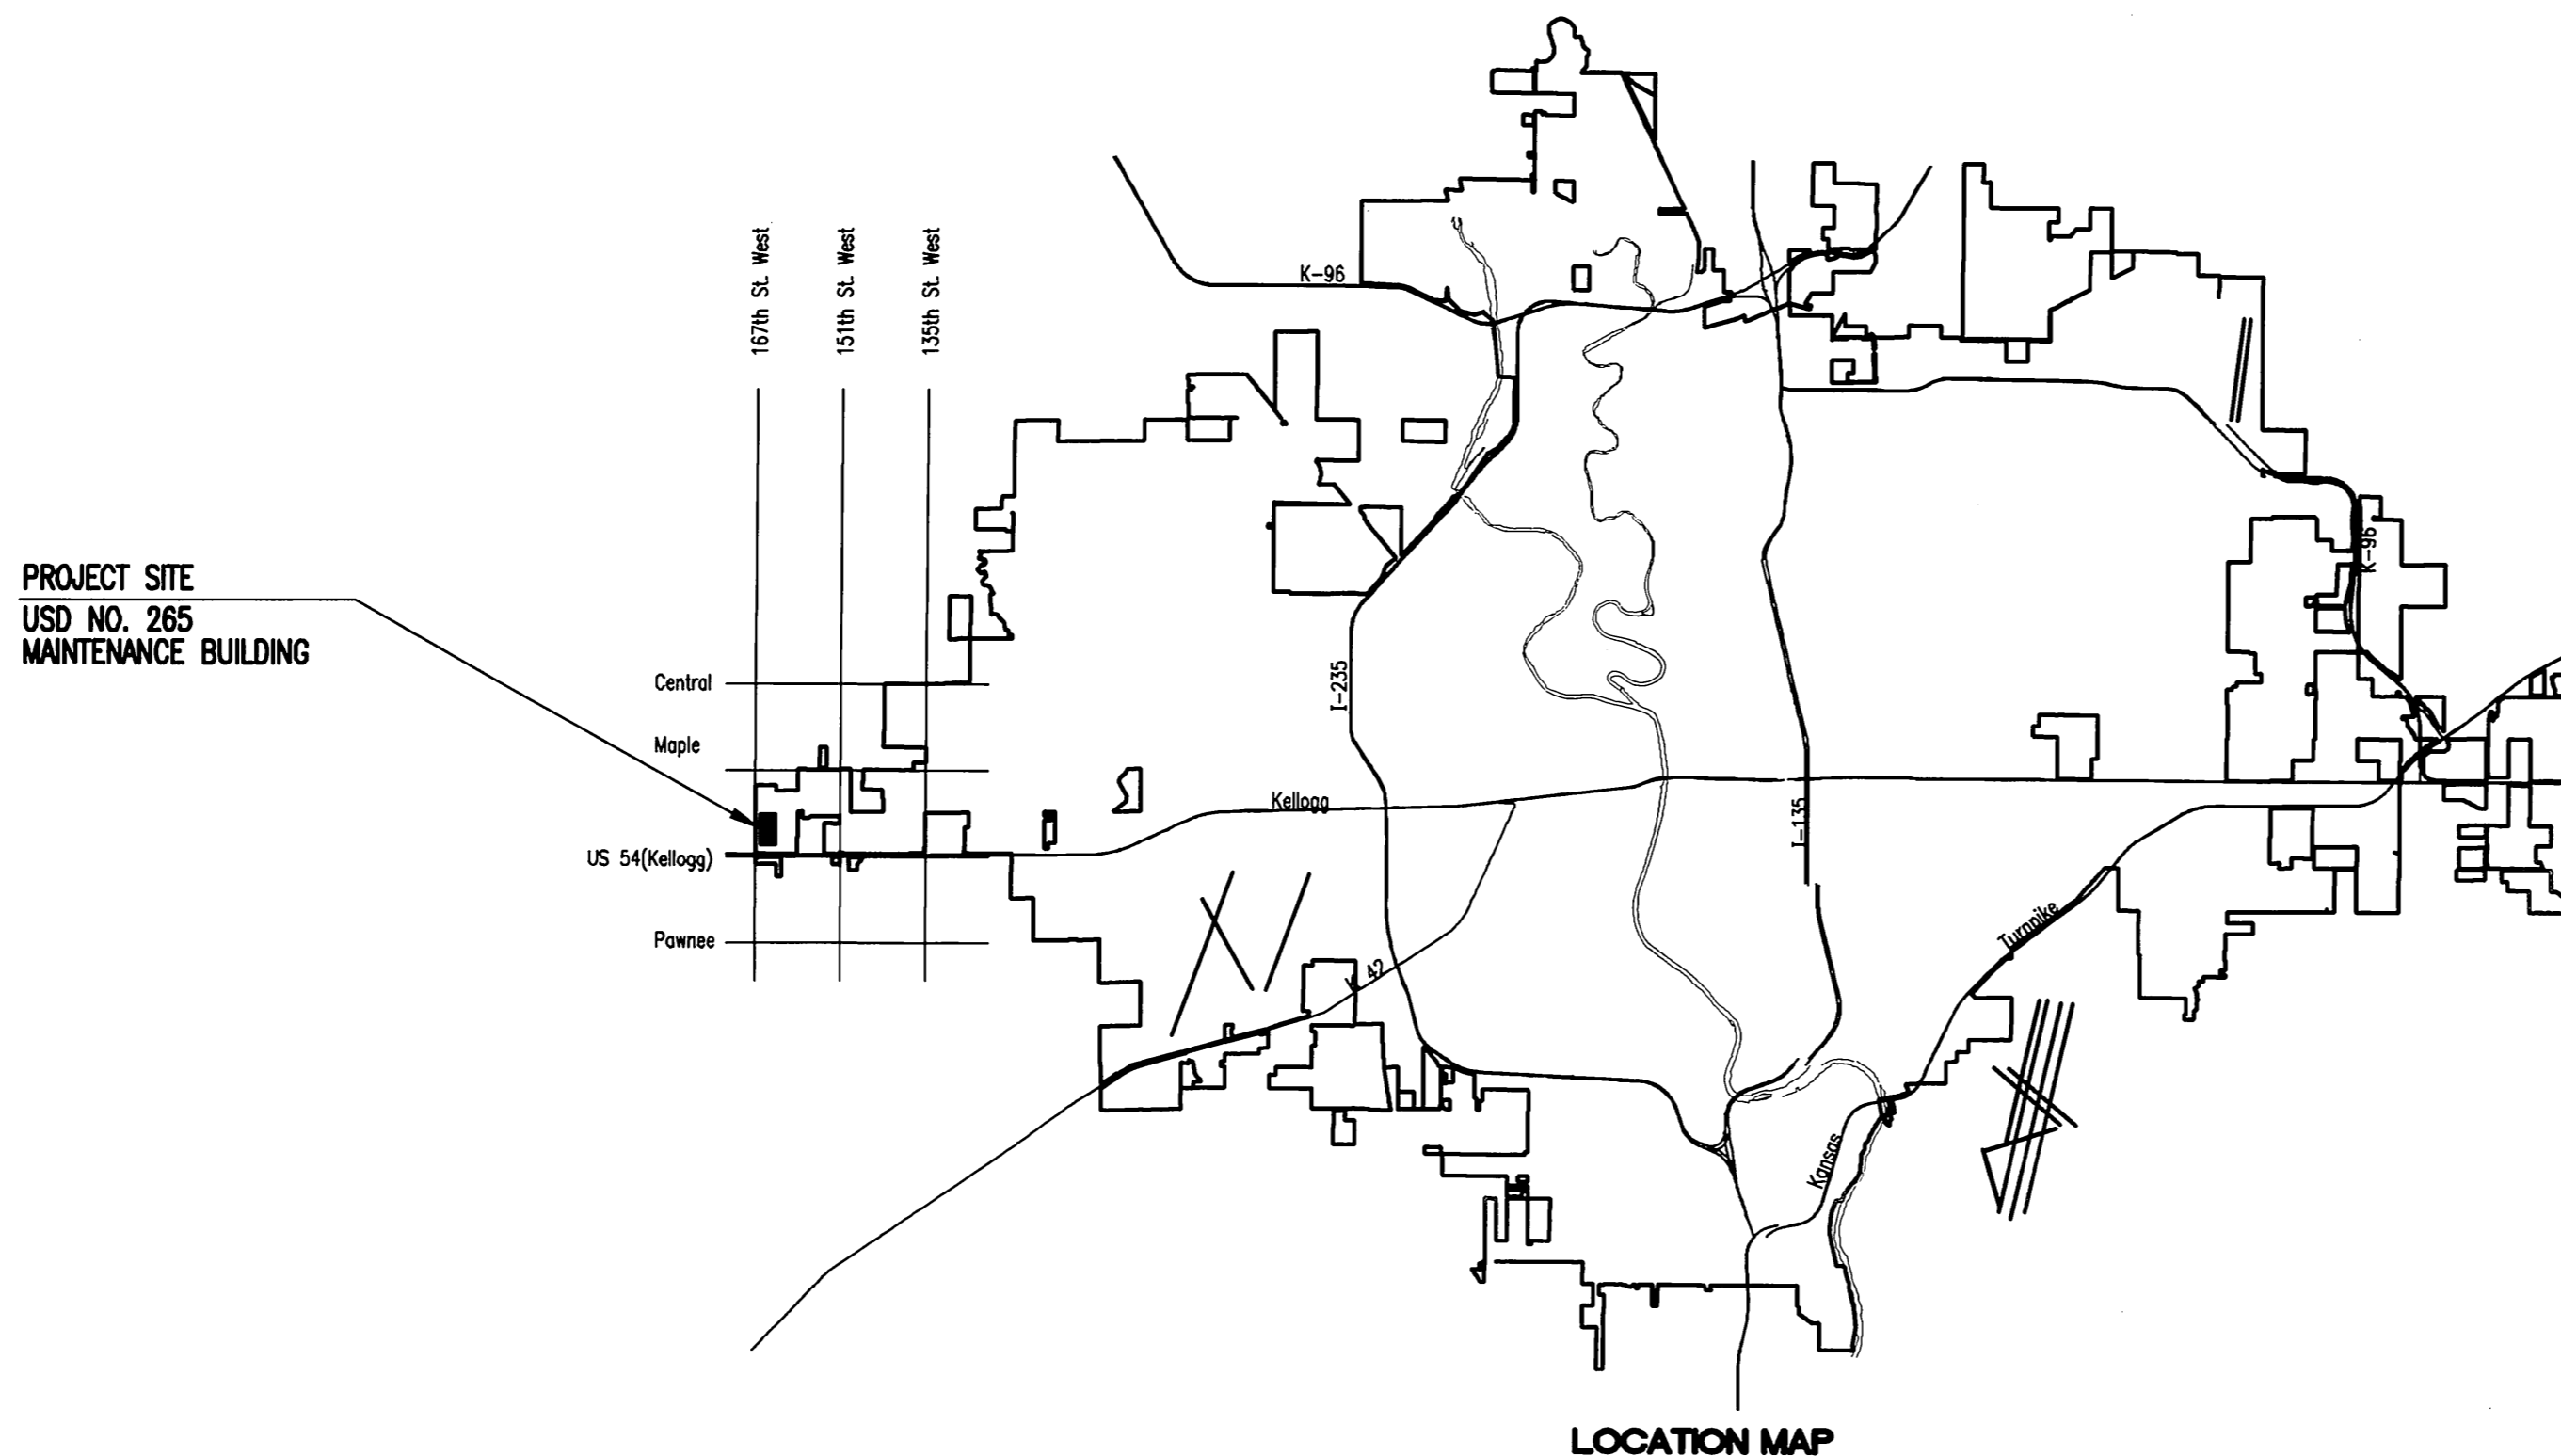 167th St. West
151th St. West
135th St. West
K-96
PROJECT SITE
USD NO. 265
MAINTENANCE BUILDING
K-96
Central
I-235
Maple
Kellogg
I-135
US 54(Kellogg)
Turnpike
Pawnee
K 42
Kansas
LOCATION MAP